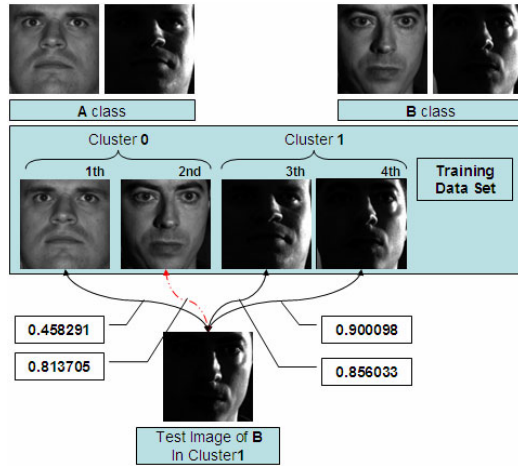 A class
B class
Cluster 0
Cluster 1
1th
2nd
3th
4th
Training
Data Set
0.458291
0.900098
0.813705
0.856033
Test Image of B
In Cluster1